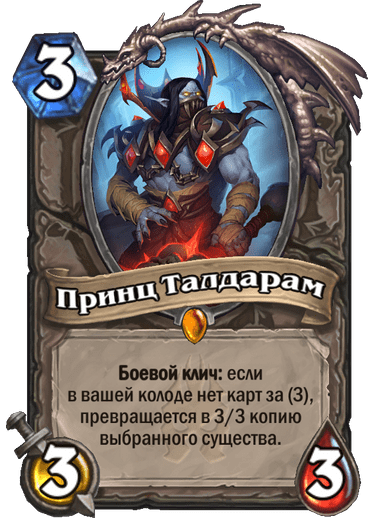 3
Принц Талдарам
Боевой клич: если
в вашей колоде нет карт за (3),
превращается в 3/3 копию
выбранного существа.
3
3